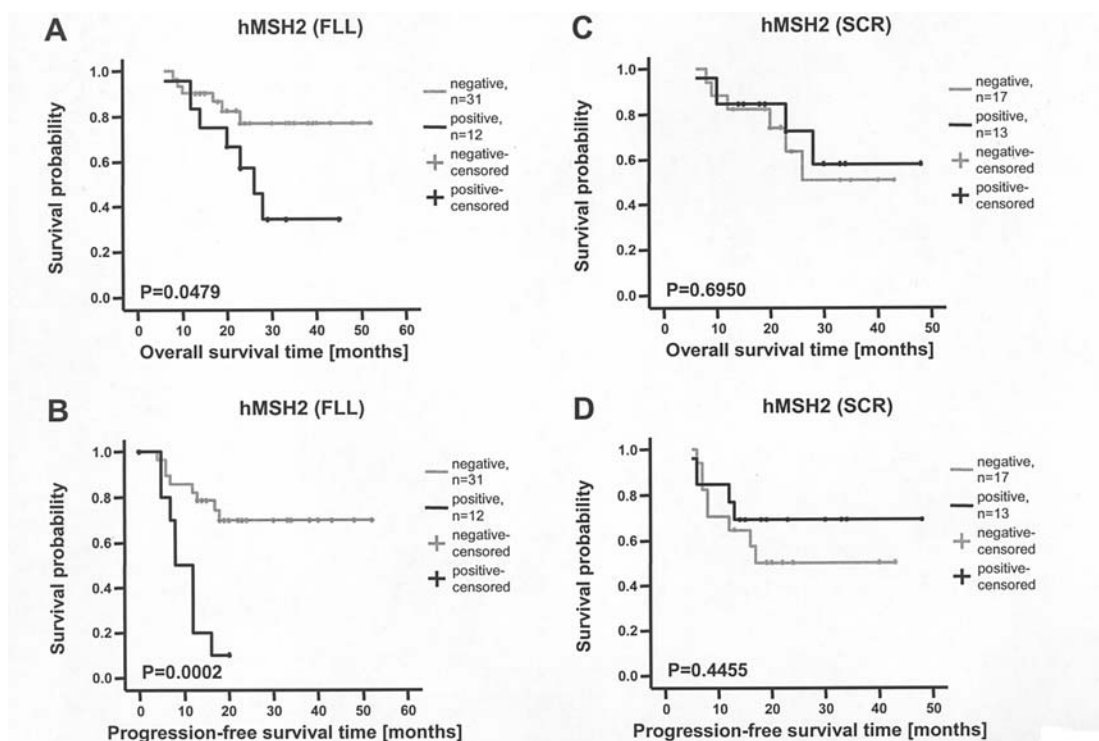 A
hMSH2 (FLL)
Survival probability
1.0
0.8
0.6
0.4
0.2
0.0
P=0.0479
0
10
20
30
40
50
60
Overall survival time [months]
negative,
n=31
positive,
n=12
negative-
censored
positive-
censored
C
hMSH2 (SCR)
Survival probability
1.0
0.8
0.6
0.4
0.2
0.0
P=0.6950
0
10
20
30
40
50
Overall survival time [months]
negative,
n=17
positive,
n=13
negative-
censored
positive-
censored
B
hMSH2 (FLL)
Survival probability
1.0
0.8
0.6
0.4
0.2
0.0
P=0.0002
0
10
20
30
40
50
60
Progression-free survival time [months]
negative,
n=31
positive,
n=12
negative-
censored
positive-
censored
D
hMSH2 (SCR)
Survival probability
1.0
0.8
0.6
0.4
0.2
0.0
P=0.4455
0
10
20
30
40
50
Progression-free survival time [months]
negative,
n=17
positive,
n=13
negative-
censored
positive-
censored